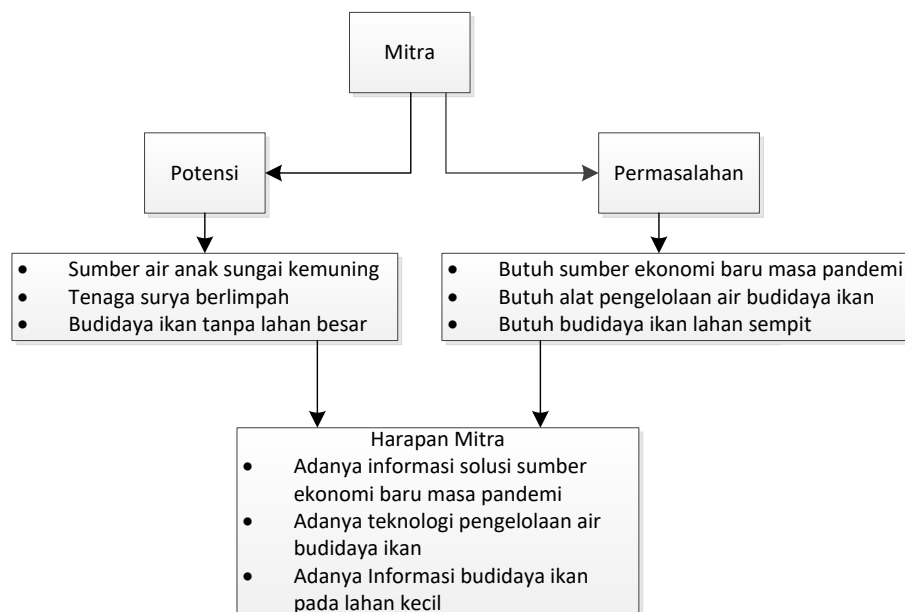 Mitra
Potensi
Permasalahan
• Sumber air anak sungai kemuning
• Tenaga surya berlimpah
• Budidaya ikan tanpa lahan besar
• Butuh sumber ekonomi baru masa pandemi
• Butuh alat pengelolaan air budidaya ikan
• Butuh budidaya ikan lahan sempit
Harapan Mitra
• Adanya informasi solusi sumber
ekonomi baru masa pandemi
• Adanya teknologi pengelolaan air
budidaya ikan
• Adanya Informasi budidaya ikan
pada lahan kecil